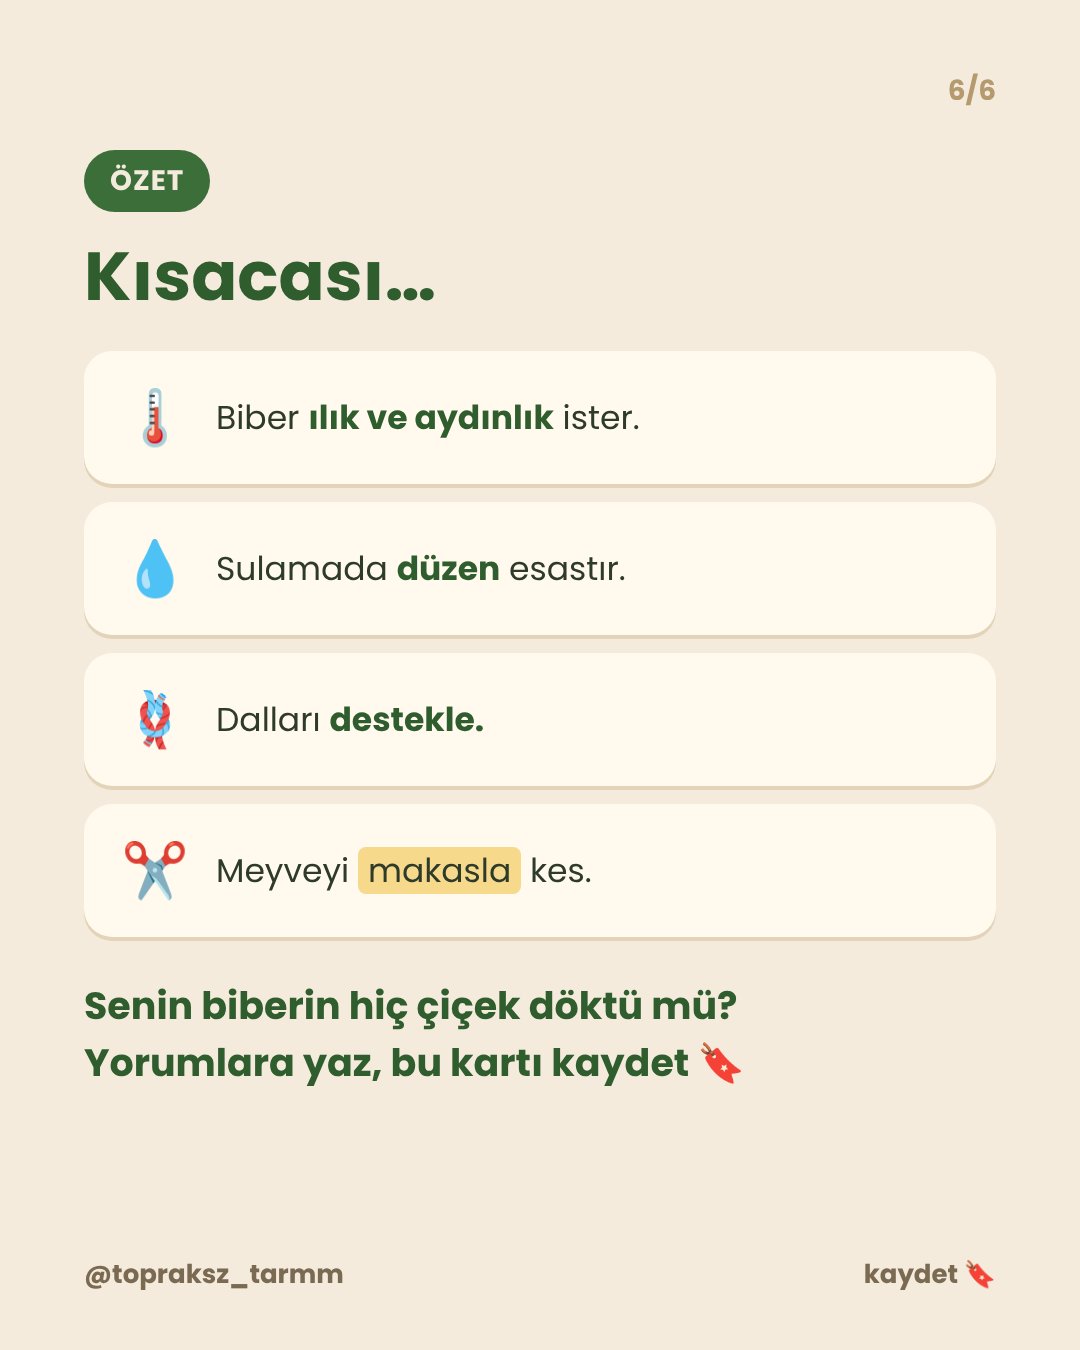 6/6
ÖZET
Kısacası...
Biber ılık ve aydınlık ister.
Sulamada düzen esastır.
Dalları destekle.
Meyveyi makasla kes.
Senin biberin hiç çiçek döktü mü?
Yorumlara yaz, bu kartı kaydet 🔖
@topraksz_tarmm
kaydet 🔖